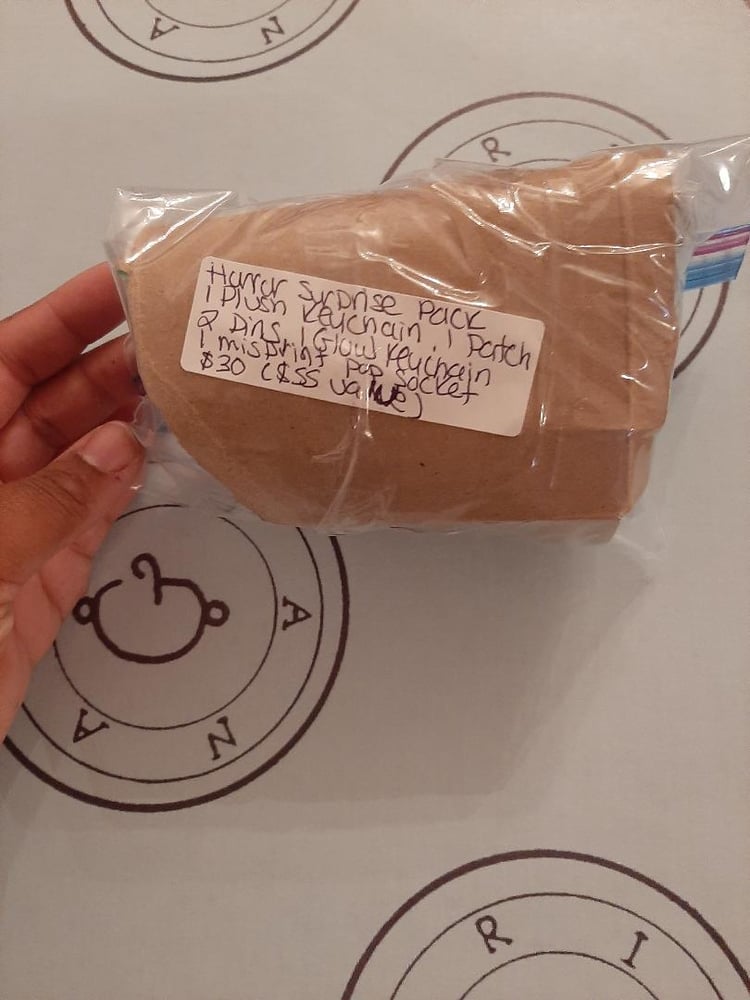 A N
R
Horror Surprise Pack
1 Plush Keychain 1 Patch
2 Pins 1 Glow Keychain
1 misprint Pop Socket
$30 ($55 value)
A
A N
R I